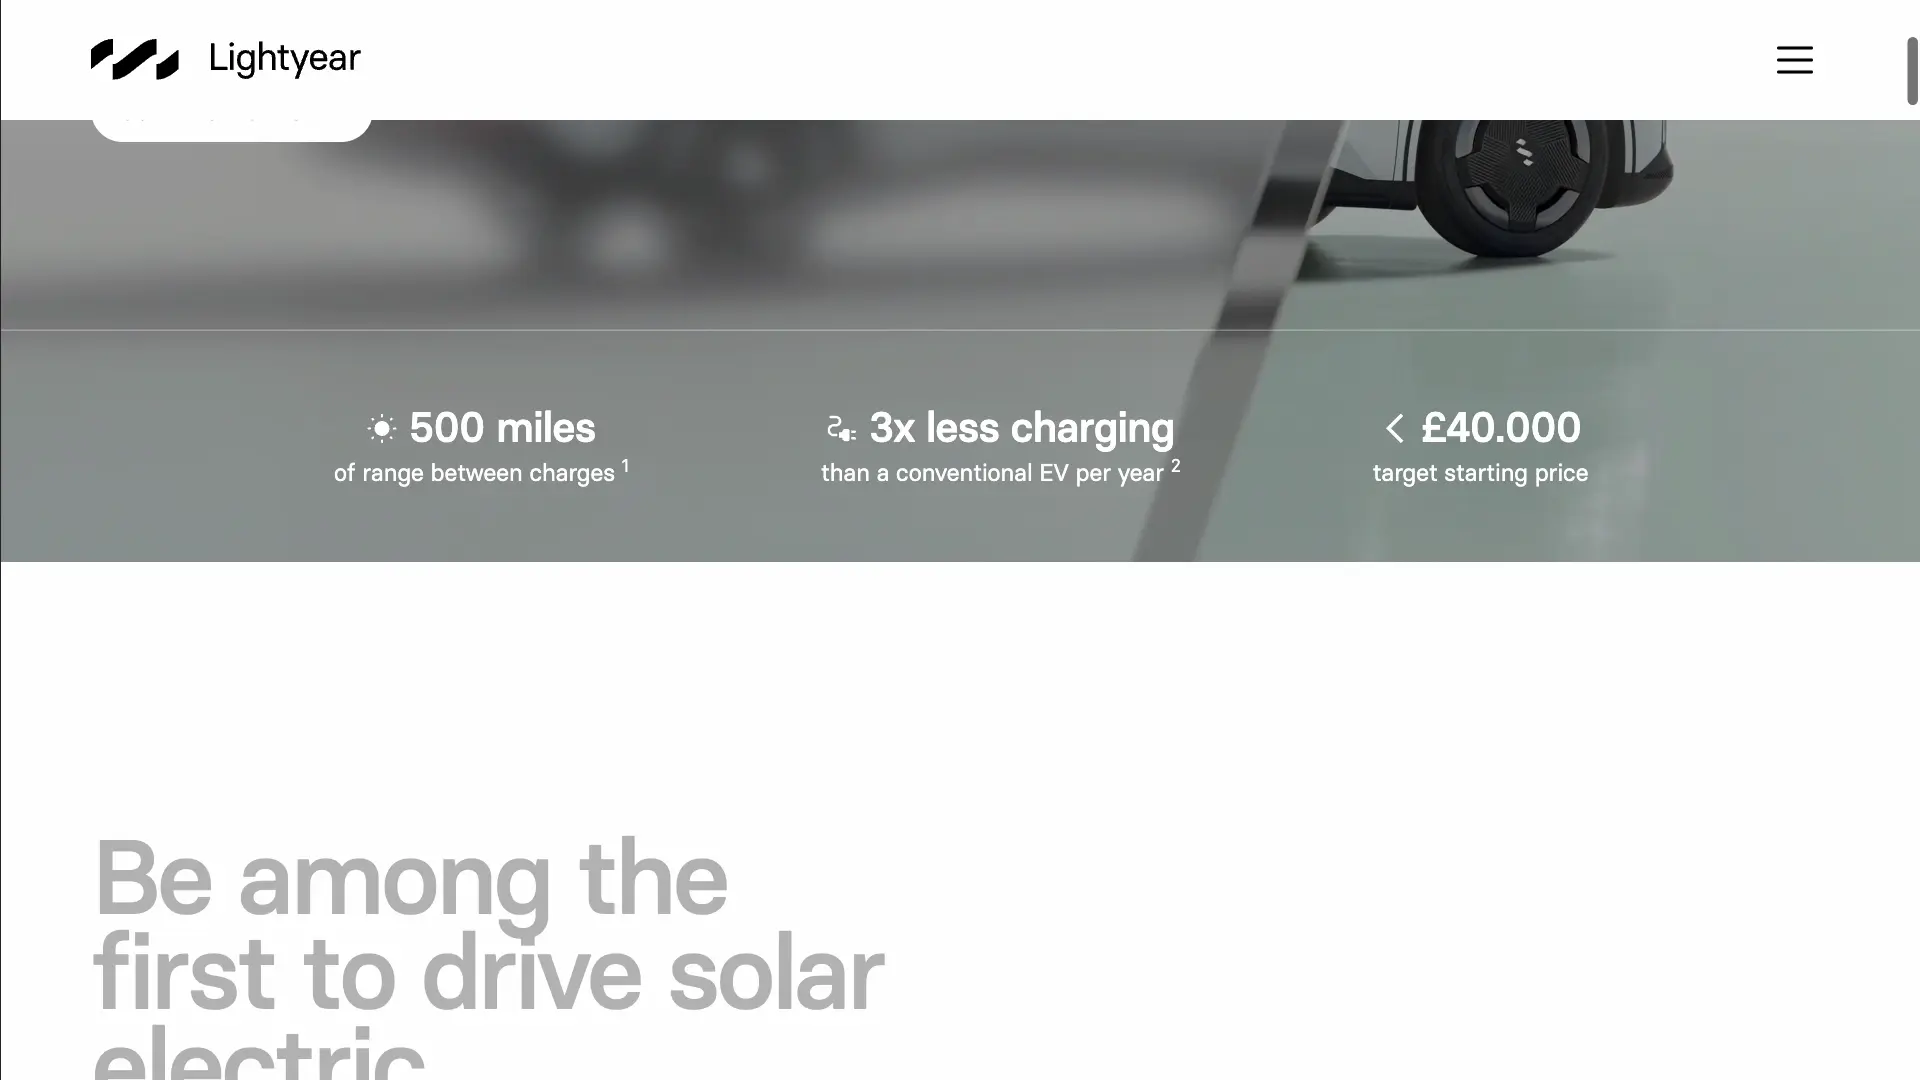 Lightyear
500 miles
of range between charges 1
3x less charging
than a conventional EV per year 2
< £40.000
target starting price
Be among the
first to drive solar
electric